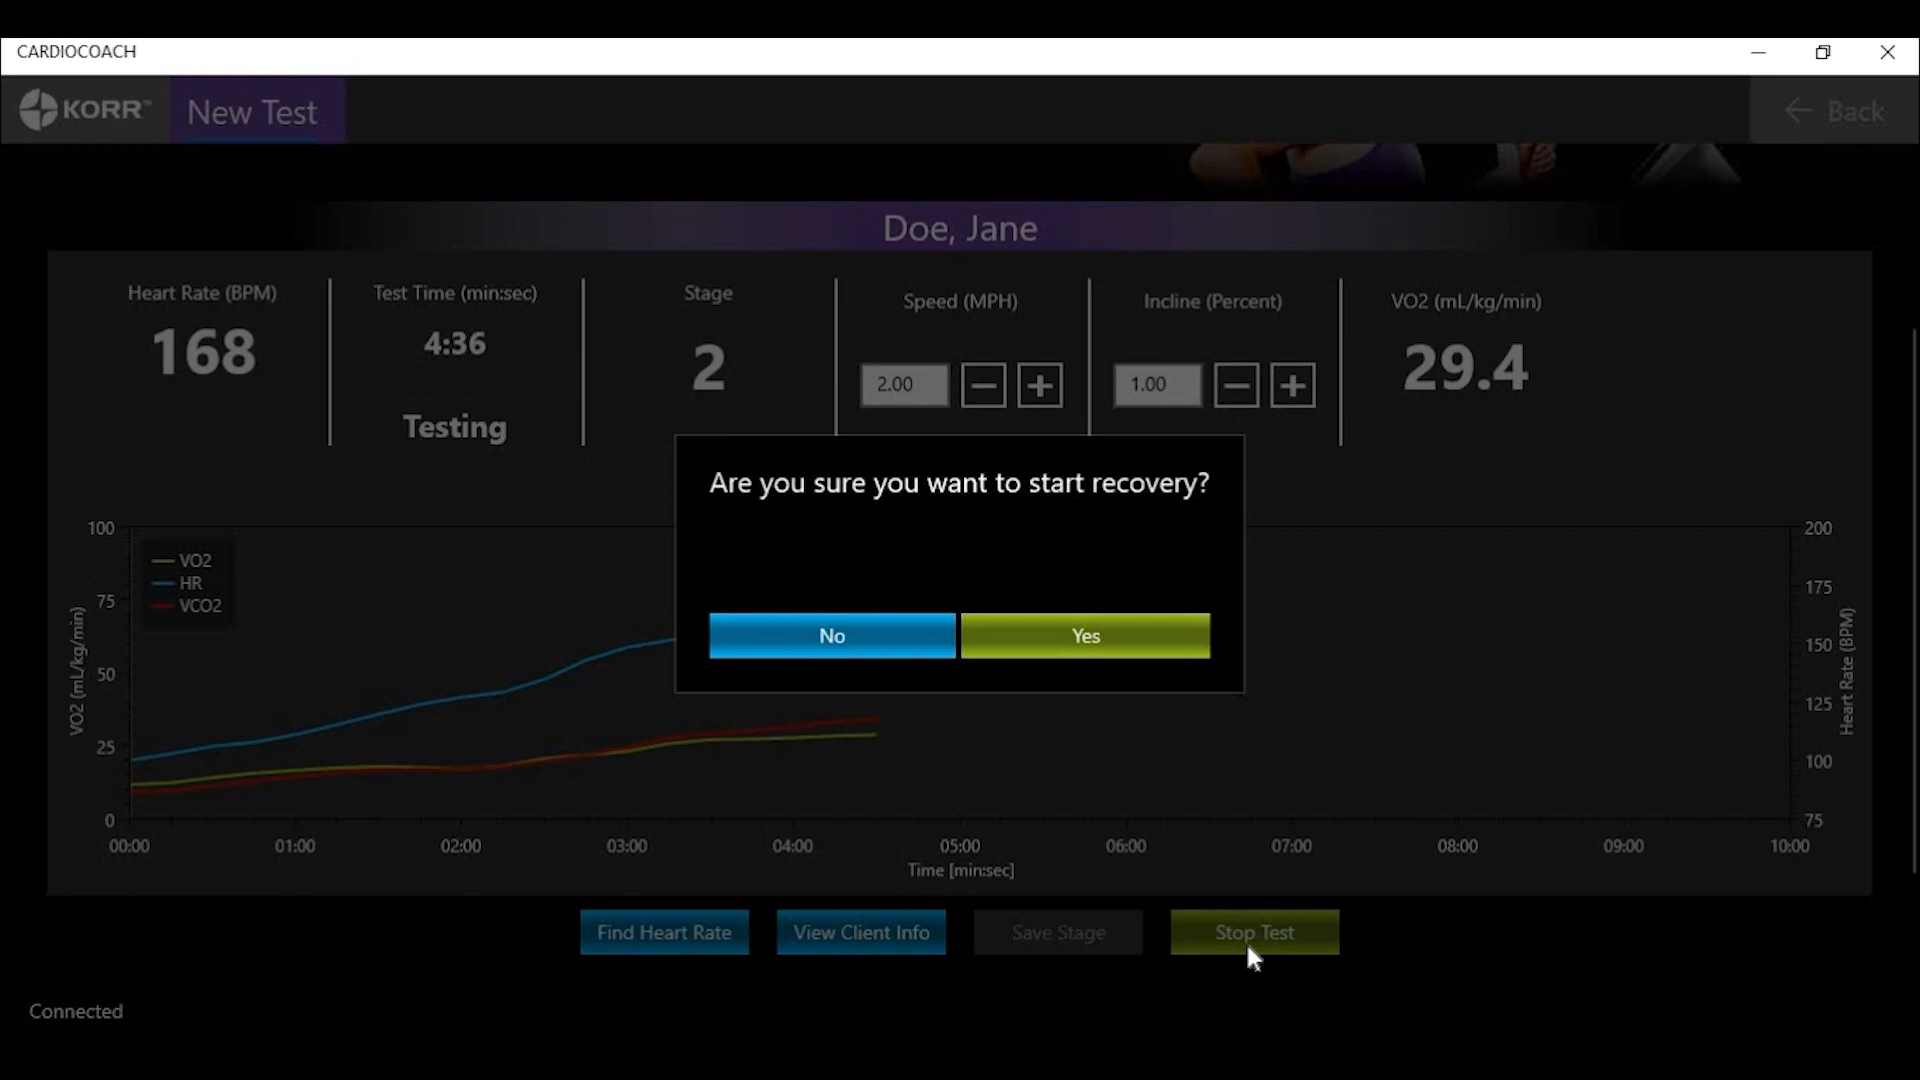 CARDIOCOACH
KORR™
New Test
Back
Doe, Jane
Heart Rate (BPM)
168
Test Time (min:sec)
4:36
Testing
Stage
2
Speed (MPH)
2.00
Incline (Percent)
1.00
VO2 (mL/kg/min)
29.4
Are you sure you want to start recovery?
No
Yes
VO2
HR
VCO2
VO2 (mL/kg/min)
100
75
50
25
0
200
175
150
125
100
75
Heart Rate (BPM)
00:00 01:00 02:00 03:00 04:00 05:00 06:00 07:00 08:00 09:00 10:00
Time [min:sec]
Find Heart Rate
View Client Info
Save Stage
Stop Test
Connected